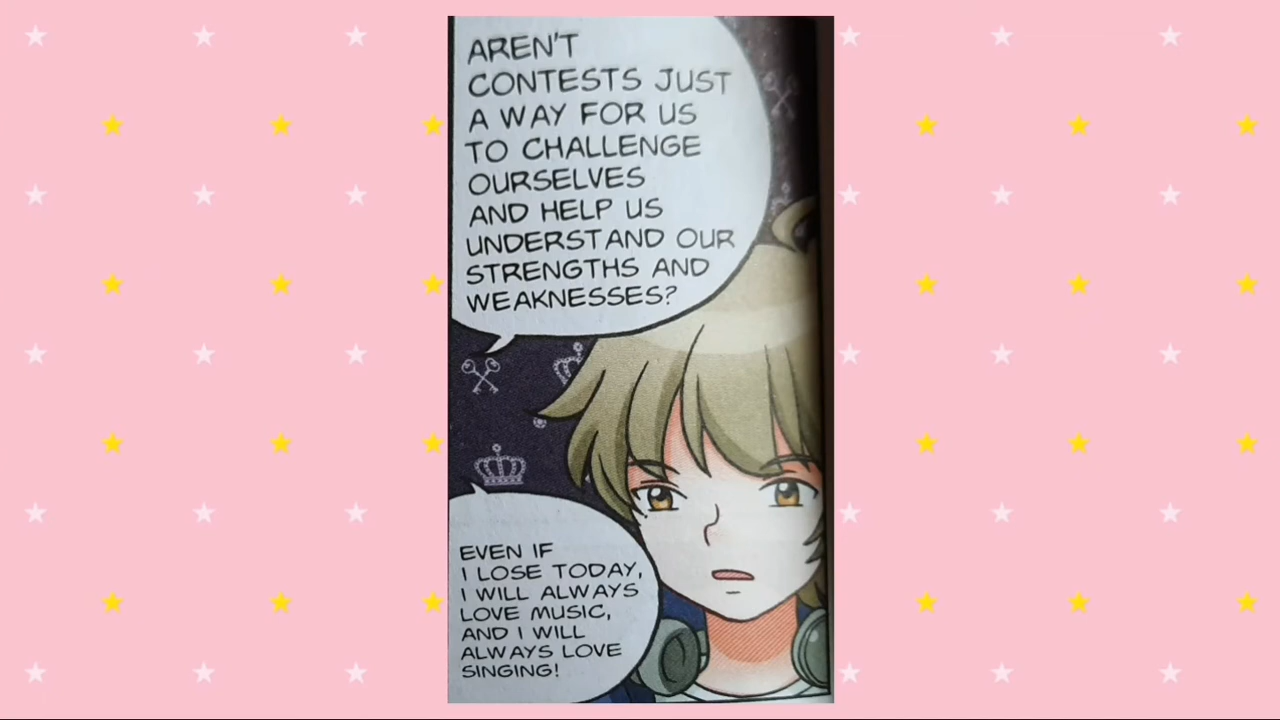 AREN'T
CONTESTS JUST
A WAY FOR US
TO CHALLENGE
OURSELVES
AND HELP US
UNDERSTAND OUR
STRENGTHS AND
WEAKNESSES?
EVEN IF
I LOSE TODAY,
I WILL ALWAYS
LOVE MUSIC,
AND I WILL
ALWAYS LOVE
SINGING!